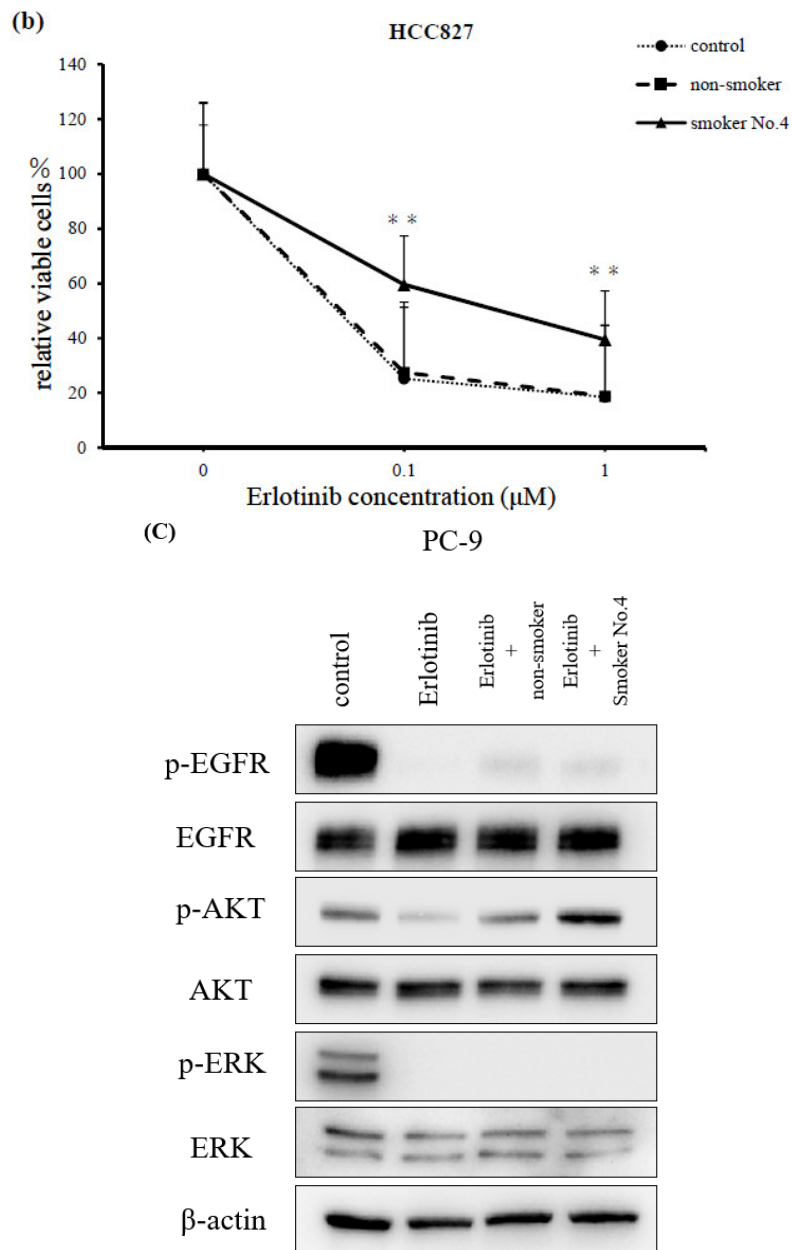 (b)
HCC827
control
non-smoker
smoker No.4
140
120
100
80
60
40
20
0
relative viable cells %
* *
* *
0
0.1
1
Erlotinib concentration (μM)
(C)
PC-9
control
Erlotinib
Erlotinib
+
non-smoker
Erlotinib
+
Smoker No.4
p-EGFR
EGFR
p-AKT
AKT
p-ERK
ERK
β-actin